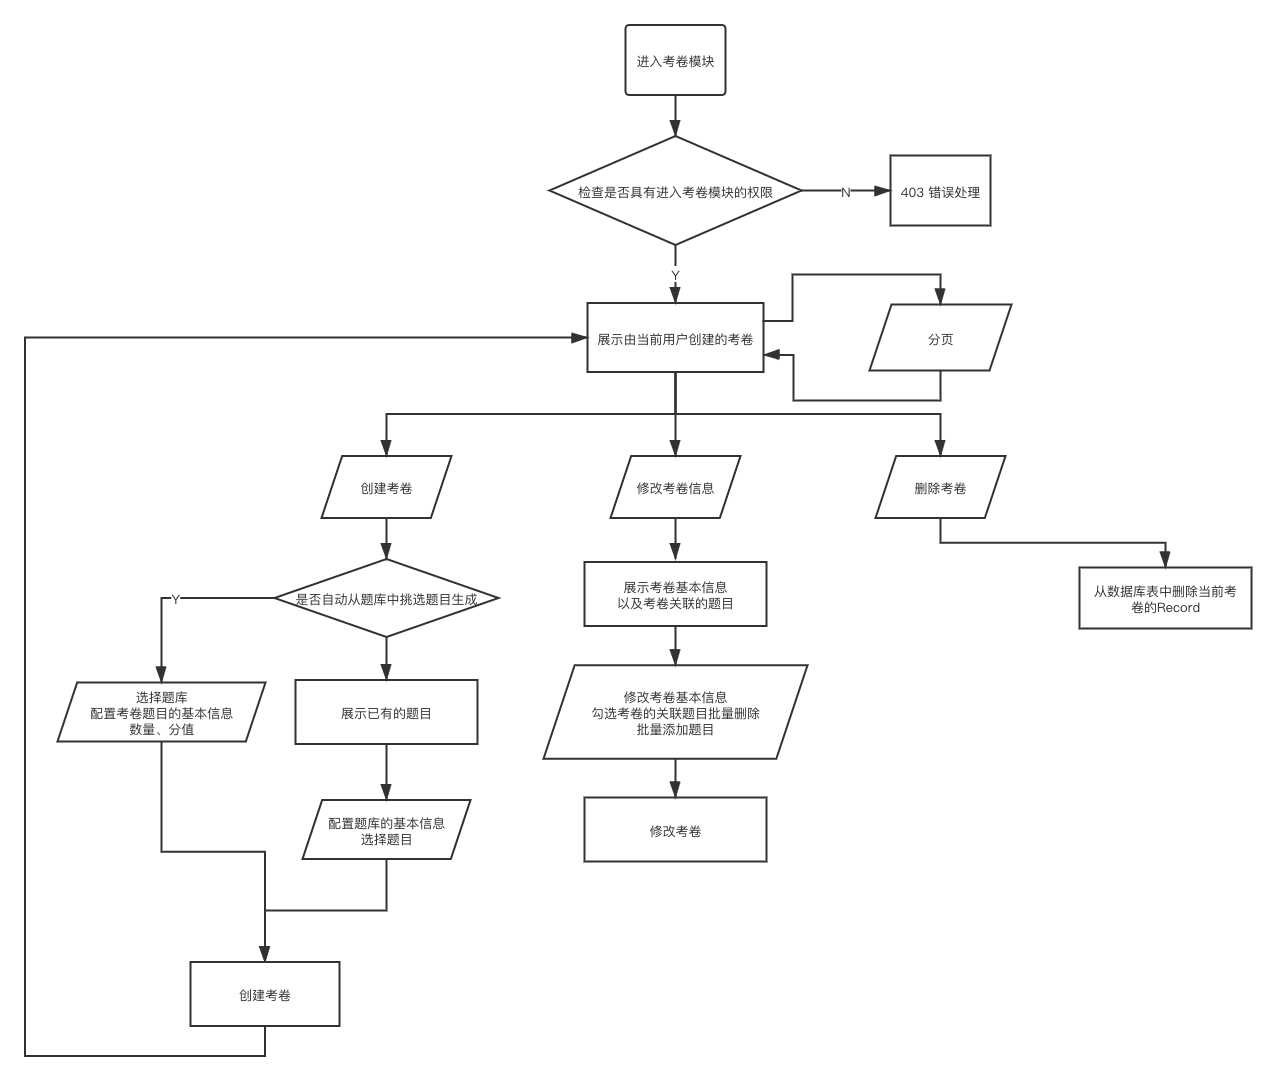 进入考卷模块
检查是否具有进入考卷模块的权限
N
403 错误处理
Y
展示由当前用户创建的考卷
分页
创建考卷
修改考卷信息
删除考卷
Y
是否自动从题库中挑选题目生成
展示考卷基本信息
以及考卷关联的题目
从数据库表中删除当前考
卷的Record
选择题库
配置考卷题目的基本信息
数量、分值
展示已有的题目
修改考卷基本信息
勾选考卷的关联题目批量删除
批量添加题目
配置题库的基本信息
选择题目
修改考卷
创建考卷